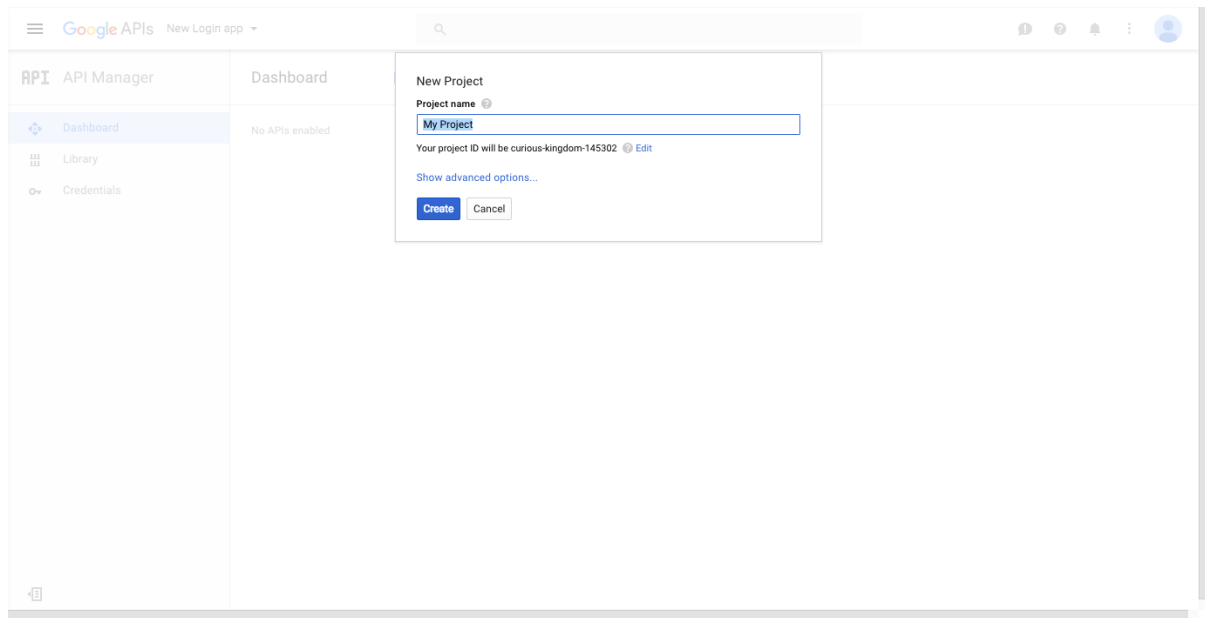 Google APIs New Login app
API API Manager
Dashboard
Library
Credentials
Dashboard
No APIs enabled
New Project
Project name
My Project
Your project ID will be curious-kingdom-145302 Edit
Show advanced options...
Create Cancel